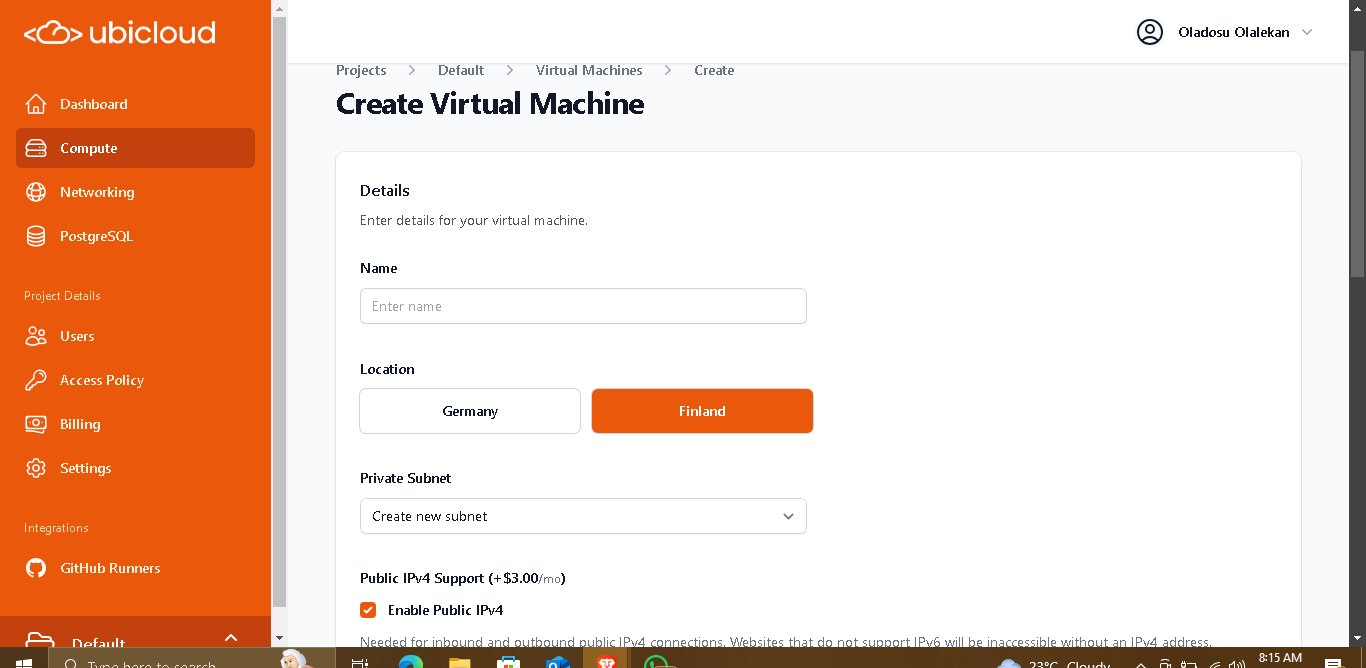 ubicloud
Oladosu Olalekan
Dashboard
Compute
Networking
PostgreSQL
Project Details
Users
Access Policy
Billing
Settings
Integrations
GitHub Runners
Default
Projects > Default > Virtual Machines > Create
Create Virtual Machine
Details
Enter details for your virtual machine.
Name
Enter name
Location
Germany Finland
Private Subnet
Create new subnet
Public IPv4 Support (+$3.00/mo)
Enable Public IPv4
Needed for inbound and outbound public IPv4 connections. Websites that do not support IPv6 will be inaccessible without an IPv4 address.
Type here to search
23°C Cloudy
8:15 AM